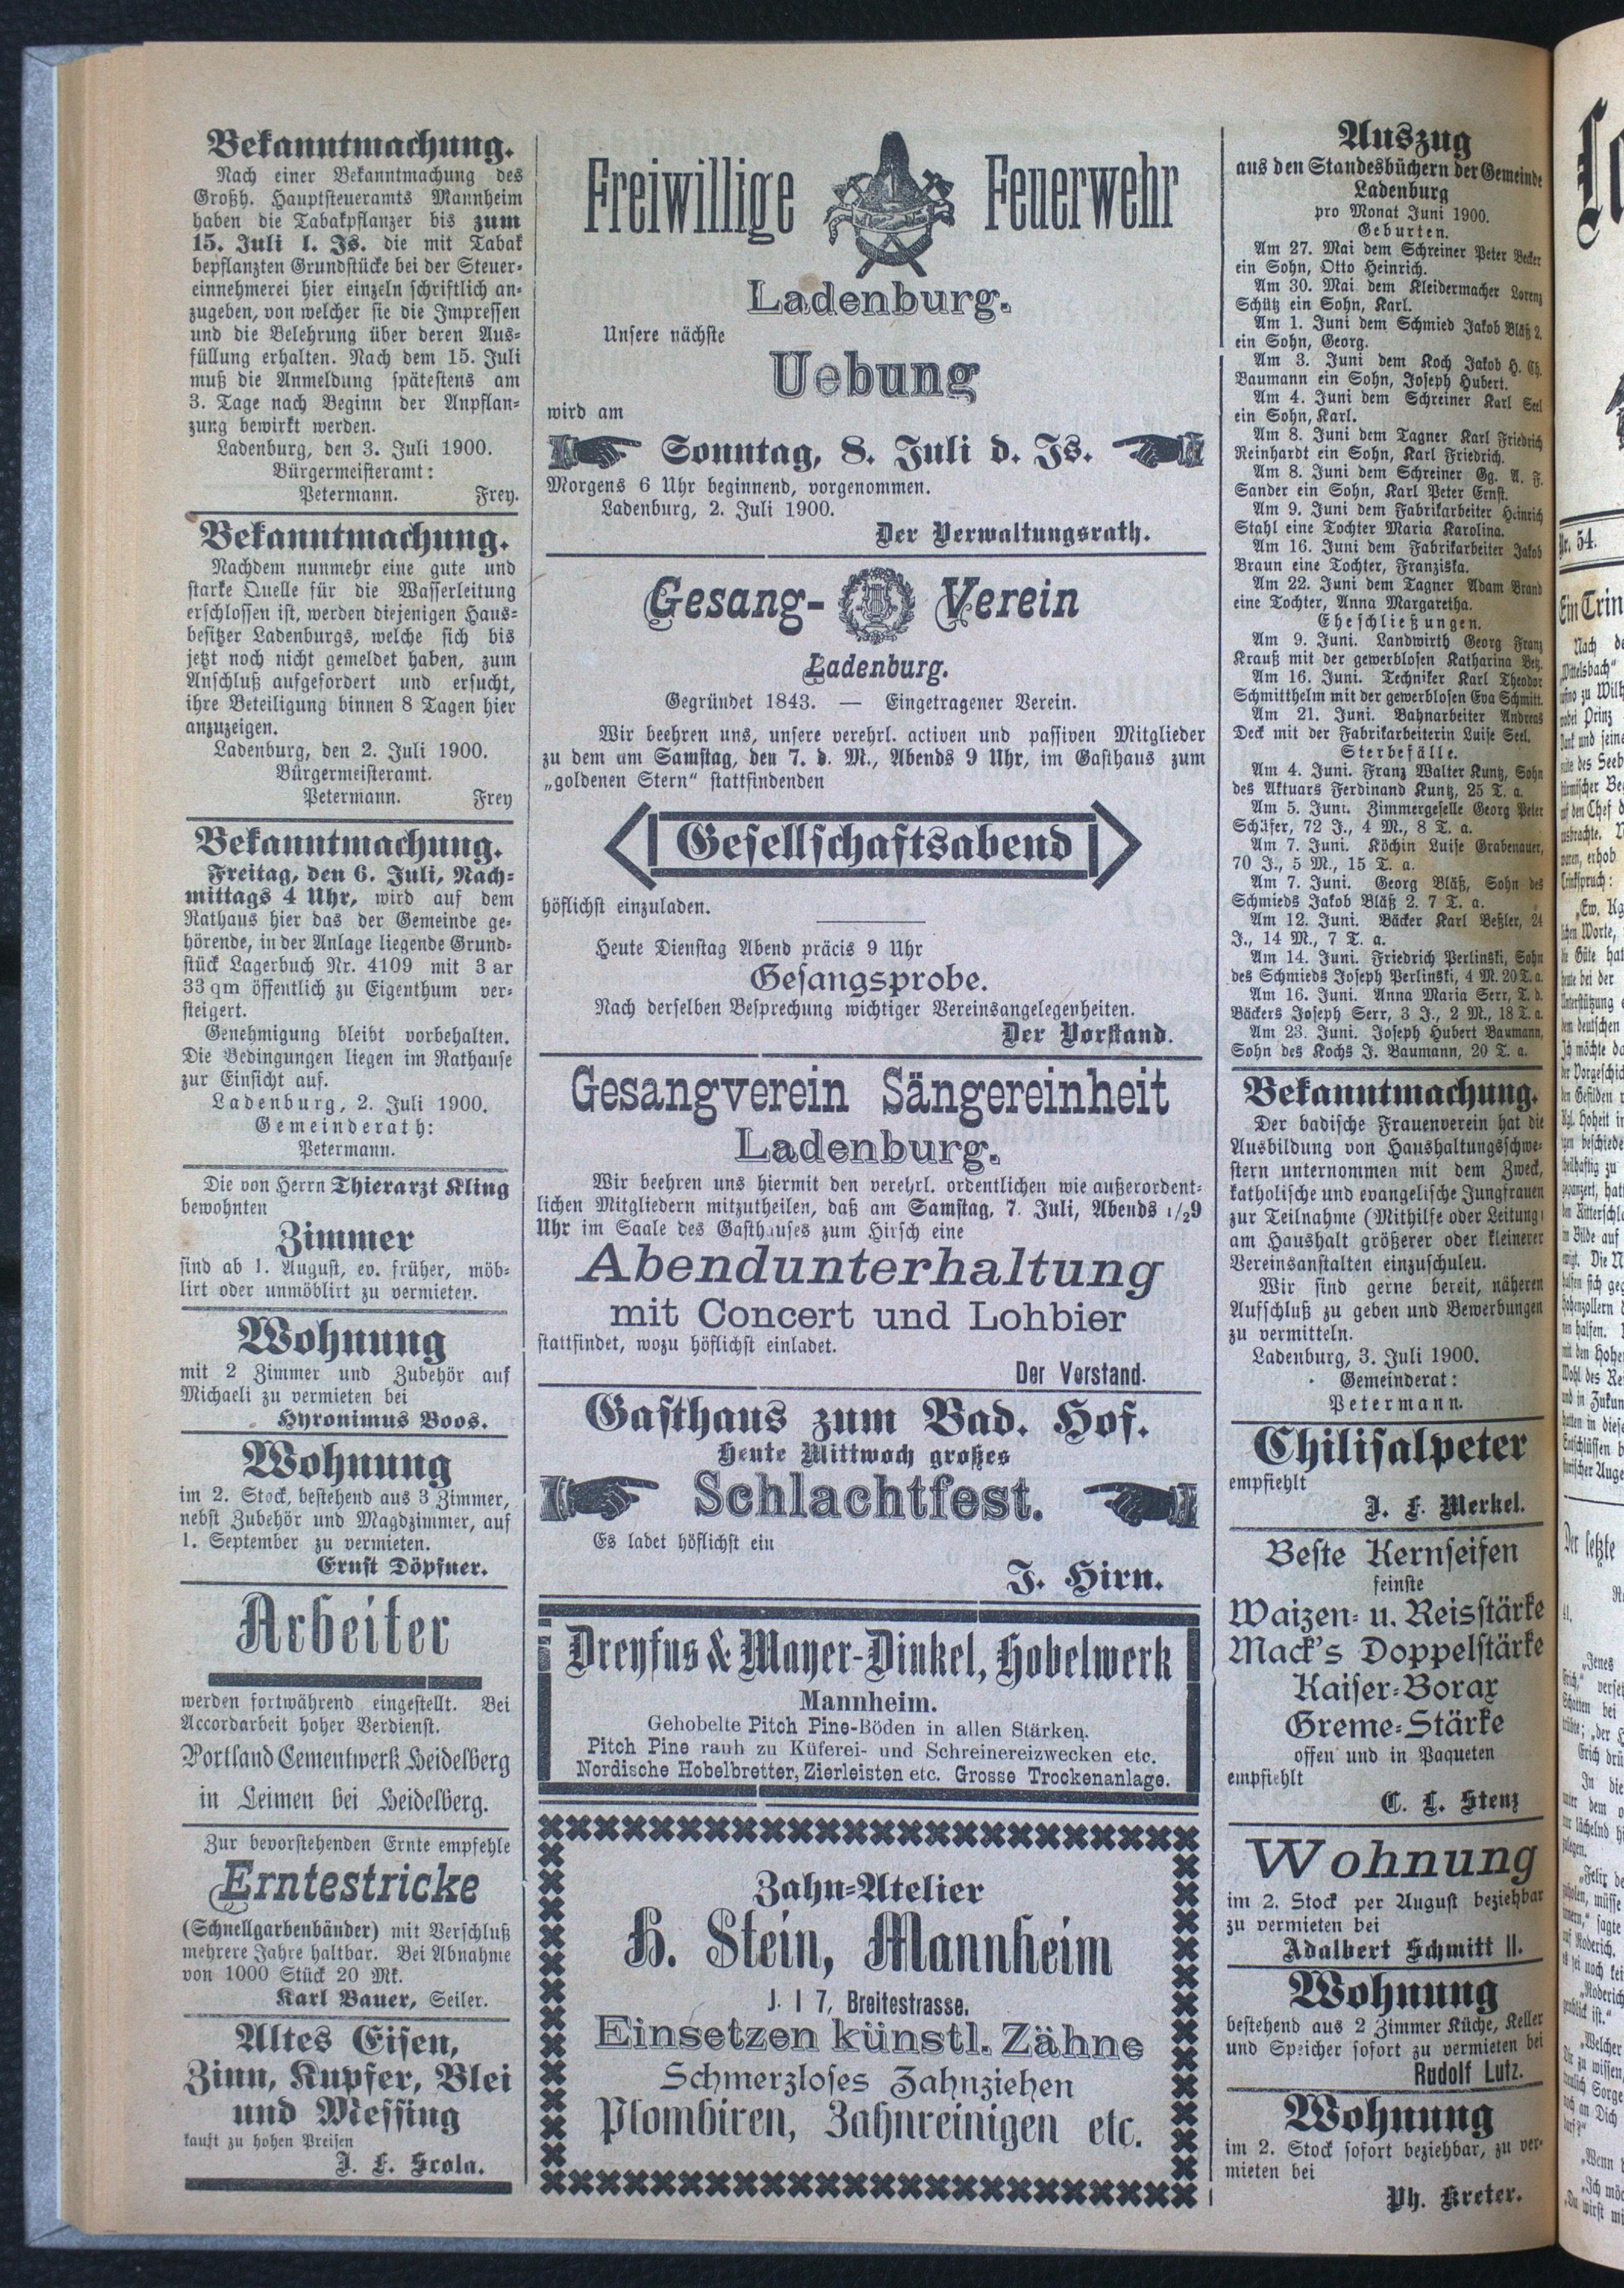 Bekanntmachung.
Nach einer Bekanntmachung des
Großh. Hauptsteueramts Mannheim
haben die Tabakpflanzer bis zum
15. Juli l. Js. die mit Tabak
bepflanzten Grundstücke bei der Steuer-
einnehmerei hier einzeln schriftlich an-
zugeben, von welcher sie die Impressen
und die Belehrung über deren Aus-
füllung erhalten. Nach dem 15. Juli
muß die Anmeldung spätestens am
3. Tage nach Beginn der Anpflan-
zung bewirkt werden.
Ladenburg, den 3. Juli 1900.
Bürgermeisteramt:
Petermann. Frey.
Bekanntmachung.
Nachdem nunmehr eine gute und
starke Quelle für die Wasserleitung
erschlossen ist, werden diejenigen Haus-
besitzer Ladenburgs, welche sich bis
jetzt noch nicht gemeldet haben, zum
Anschluß aufgefordert und ersucht,
ihre Beteiligung binnen 8 Tagen hier
anzuzeigen.
Ladenburg, den 2. Juli 1900.
Bürgermeisteramt.
Petermann. Frey
Bekanntmachung.
Freitag, den 6. Juli, Nach-
mittags 4 Uhr, wird auf dem
Rathaus hier das der Gemeinde ge-
hörende, in der Anlage liegende Grund-
stück Lagerbuch Nr. 4109 mit 3 ar
33 qm öffentlich zu Eigenthum ver-
steigert.
Genehmigung bleibt vorbehalten.
Die Bedingungen liegen im Rathause
zur Einsicht auf.
Ladenburg, 2. Juli 1900.
Gemeinderath:
Petermann.
Die von Herrn Thierarzt Kling
bewohnten
Zimmer
sind ab 1. August, ev. früher, möb-
lirt oder unmöblirt zu vermieten.
Wohnung
mit 2 Zimmer und Zubehör auf
Michaeli zu vermieten bei
Hyronimus Boos.
Wohnung
im 2. Stock, bestehend aus 3 Zimmer,
nebst Zubehör und Magdzimmer, auf
1. September zu vermieten.
Ernst Döpfner.
Arbeiter
werden fortwährend eingestellt. Bei
Accordarbeit hoher Verdienst.
Portland Cementwerk Heidelberg
in Leimen bei Heidelberg.
Zur bevorstehenden Ernte empfehle
Erntestricke
(Schnellgarbenbänder) mit Verschluß
mehrere Jahre haltbar. Bei Abnahme
von 1000 Stück 20 Mk.
Karl Bauer, Seiler.
Altes Eisen,
Zinn, Kupfer, Blei
und Messing
kauft zu hohen Preisen
J. F. Scola.
Freiwillige Feuerwehr
Ladenburg.
Unsere nächste
Uebung
wird am
Sonntag, 8. Juli d. Js.
Morgens 6 Uhr beginnend, vorgenommen.
Ladenburg, 2. Juli 1900.
Der Verwaltungsrath.
Gesang- Verein
Ladenburg.
Gegründet 1843. — Eingetragener Verein.
Wir beehren uns, unsere verehrl. activen und passiven Mitglieder
zu dem am Samstag, den 7. d. M., Abends 9 Uhr, im Gasthaus zum
„goldenen Stern“ stattfindenden
Gesellschaftsabend
höflichst einzuladen.
Heute Dienstag Abend präcis 9 Uhr
Gesangsprobe.
Nach derselben Besprechung wichtiger Vereinsangelegenheiten.
Der Vorstand.
Gesangverein Sängereinheit
Ladenburg.
Wir beehren uns hiermit den verehrl. ordentlichen wie außerordent-
lichen Mitgliedern mitzutheilen, daß am Samstag, 7. Juli, Abends 1/29
Uhr im Saale des Gasthauses zum Hirsch eine
Abendunterhaltung
mit Concert und Lohbier
stattfindet, wozu höflichst einladet.
Der Vorstand.
Gasthaus zum Bad. Hof.
Heute Mittwoch großes
Schlachtfest.
Es ladet höflichst ein
J. Hirn.
Dreyfus & Mayer-Dinkel, Hobelwerk
Mannheim.
Gehobelte Pitch Pine-Böden in allen Stärken.
Pitch Pine rauh zu Küferei- und Schreinereizwecken etc.
Nordische Hobelbretter, Zierleisten etc. Grosse Trockenanlage.
Zahn-Atelier
H. Stein, Mannheim
J. 1 7, Breitestrasse.
Einsetzen künstl. Zähne
Schmerzloses Zahnziehen
Plombiren, Zahnreinigen etc.
Auszug
aus den Standesbüchern der Gemeinde
Ladenburg
pro Monat Juni 1900.
Geburten.
Am 27. Mai dem Schreiner Peter Becker
ein Sohn, Otto Heinrich.
Am 30. Mai dem Kleidermacher Lorenz
Schütz ein Sohn, Karl.
Am 1. Juni dem Schmied Jakob Bläß 2.
ein Sohn, Georg.
Am 3. Juni dem Koch Jakob H. Ch.
Baumann ein Sohn, Joseph Hubert.
Am 4. Juni dem Schreiner Karl Seel
ein Sohn, Karl.
Am 8. Juni dem Tagner Karl Friedrich
Reinhardt ein Sohn, Karl Friedrich.
Am 8. Juni dem Schreiner Gg. A. F.
Sander ein Sohn, Karl Peter Ernst.
Am 9. Juni dem Fabrikarbeiter Heinrich
Stahl eine Tochter Maria Karolina.
Am 16. Juni dem Fabrikarbeiter Jakob
Braun eine Tochter, Franziska.
Am 22. Juni dem Tagner Adam Brand
eine Tochter, Anna Margaretha.
Eheschließungen.
Am 9. Juni. Landwirth Georg Franz
Krauß mit der gewerblosen Katharina Betz.
Am 16. Juni. Techniker Karl Theodor
Schmitthelm mit der gewerblosen Eva Schmitt.
Am 21. Juni. Bahnarbeiter Andreas
Deck mit der Fabrikarbeiterin Luise Seel.
Sterbefälle.
Am 4. Juni. Franz Walter Kuntz, Sohn
des Aktuars Ferdinand Kuntz, 25 T. a.
Am 5. Juni. Zimmergeselle Georg Peter
Schäfer, 72 J., 4 M., 8 T. a.
Am 7. Juni. Köchin Luise Grabenauer,
70 J., 5 M., 15 T. a.
Am 7. Juni. Georg Bläß, Sohn des
Schmieds Jakob Bläß 2. 7 T. a.
Am 12. Juni. Bäcker Karl Beßler, 24
J., 14 M., 7 T. a.
Am 14. Juni. Friedrich Perlinski, Sohn
des Schmieds Joseph Perlinski, 4 M. 20 T. a.
Am 16. Juni. Anna Maria Serr, T. d.
Bäckers Joseph Serr, 3 J., 2 M., 18 T. a.
Am 23. Juni. Joseph Hubert Baumann,
Sohn des Kochs J. Baumann, 20 T. a.
Bekanntmachung.
Der badische Frauenverein hat die
Ausbildung von Haushaltungsschwe-
stern unternommen mit dem Zweck,
katholische und evangelische Jungfrauen
zur Teilnahme (Mithilfe oder Leitung)
am Haushalt größerer oder kleinerer
Vereinsanstalten einzuschulen.
Wir sind gerne bereit, näheren
Aufschluß zu geben und Bewerbungen
zu vermitteln.
Ladenburg, 3. Juli 1900.
Gemeinderat:
Petermann.
Chilisalpeter
empfiehlt
J. F. Merkel.
Beste Kernseifen
feinste
Waizen- u. Reisstärke
Mack's Doppelstärke
Kaiser-Borax
Greme-Stärke
offen und in Paqueten
empfiehlt
C. L. Stenz
Wohnung
im 2. Stock per August beziehbar
zu vermieten bei
Adalbert Schmitt II.
Wohnung
bestehend aus 2 Zimmer Küche, Keller
und Speicher sofort zu vermieten bei
Rudolf Lutz.
Wohnung
im 2. Stock sofort beziehbar, zu ver-
mieten bei
Ph. Kreter.
Nr. 54.